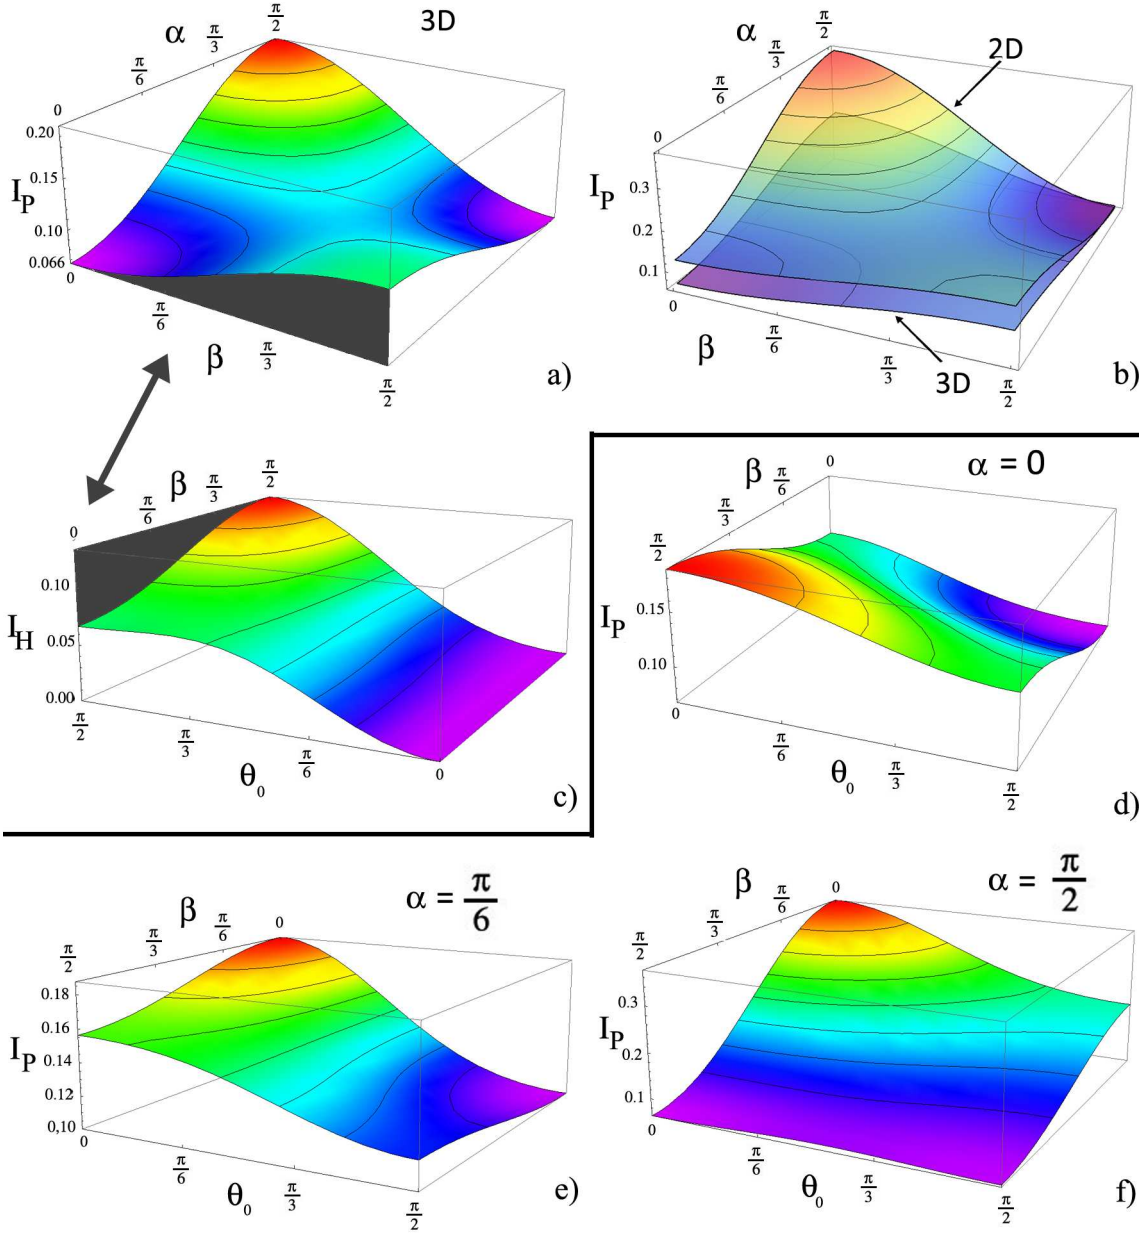 3D
α
0
π/6
π/3
π/2
I_P
0.20
0.15
0.10
0.066
0
π/6
β
π/3
π/2
a)
α
0
π/6
π/3
π/2
2D
I_P
0.3
0.2
0.1
0
β
π/6
π/3
π/2
3D
b)
β
0
π/6
π/3
π/2
I_H
0.10
0.05
0.00
π/2
π/3
π/6
0
θ₀
c)
α = 0
β
0
π/6
π/3
π/2
I_P
0.15
0.10
0
π/6
θ₀
π/3
π/2
d)
α = π/6
β
π/2
π/3
π/6
0
I_P
0.18
0.16
0.14
0.12
0,10
0
π/6
θ₀
π/3
π/2
e)
α = π/2
β
π/2
π/3
π/6
0
I_P
0.3
0.2
0.1
0
π/6
θ₀
π/3
π/2
f)